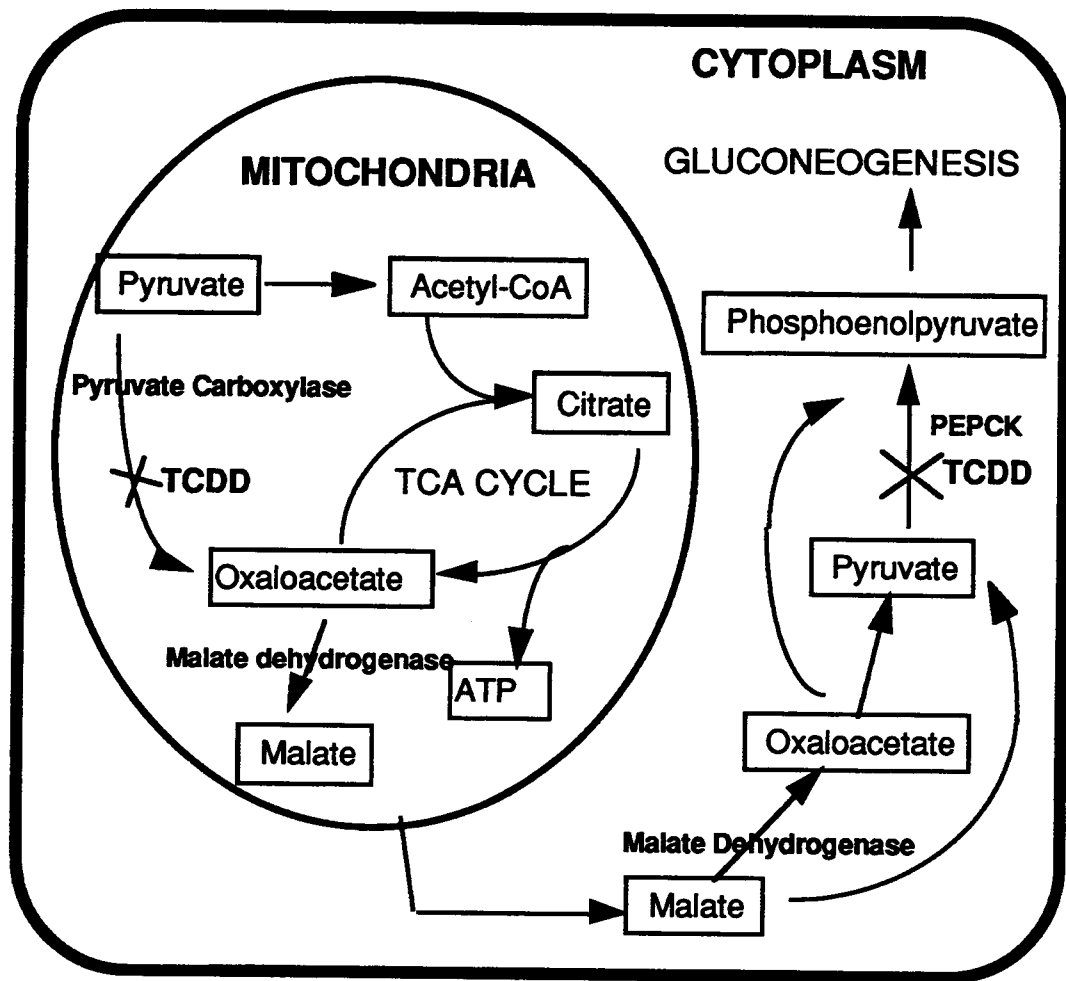 CYTOPLASM
MITOCHONDRIA
GLUCONEOGENESIS
Pyruvate
Acetyl-CoA
Phosphoenolpyruvate
Pyruvate Carboxylase
Citrate
PEPCK
TCDD
TCA CYCLE
TCDD
Oxaloacetate
Pyruvate
Malate dehydrogenase
ATP
Malate
Oxaloacetate
Malate Dehydrogenase
Malate